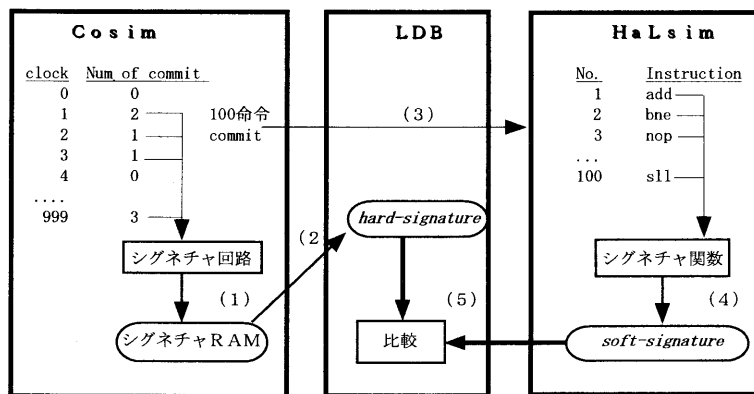 Cosim
clock Num of commit
0 0
1 2
2 1
3 1
4 0
....
999 3
100命令
commit
シグネチャ回路
(1)
シグネチャRAM
(2
LDB
(3)
hard-signature
(5)
比較
HaLsim
No. Instruction
1 add
2 bne
3 nop
...
100 sll
シグネチャ関数
(4)
soft-signature